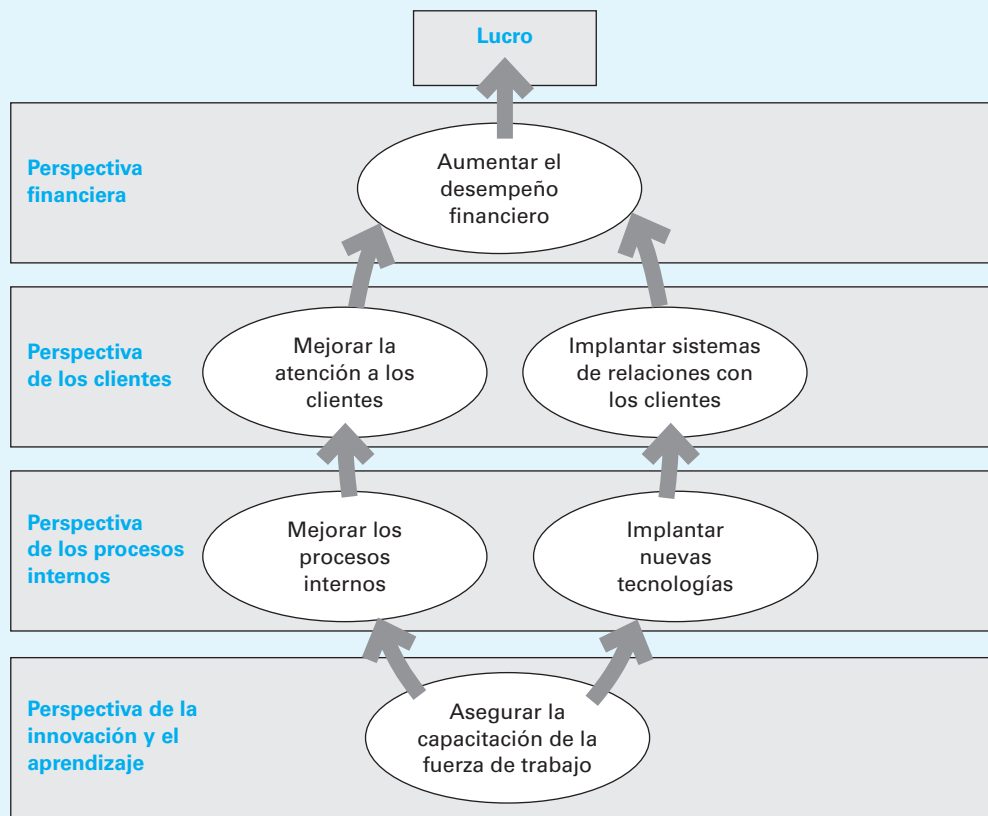 Lucro
Perspectiva
financiera
Aumentar el
desempeño
financiero
Perspectiva
de los clientes
Mejorar la
atención a los
clientes
Implantar sistemas
de relaciones con
los clientes
Perspectiva
de los procesos
internos
Mejorar los
procesos
internos
Implantar
nuevas
tecnologías
Perspectiva de la
innovación y el
aprendizaje
Asegurar la
capacitación de la
fuerza de trabajo